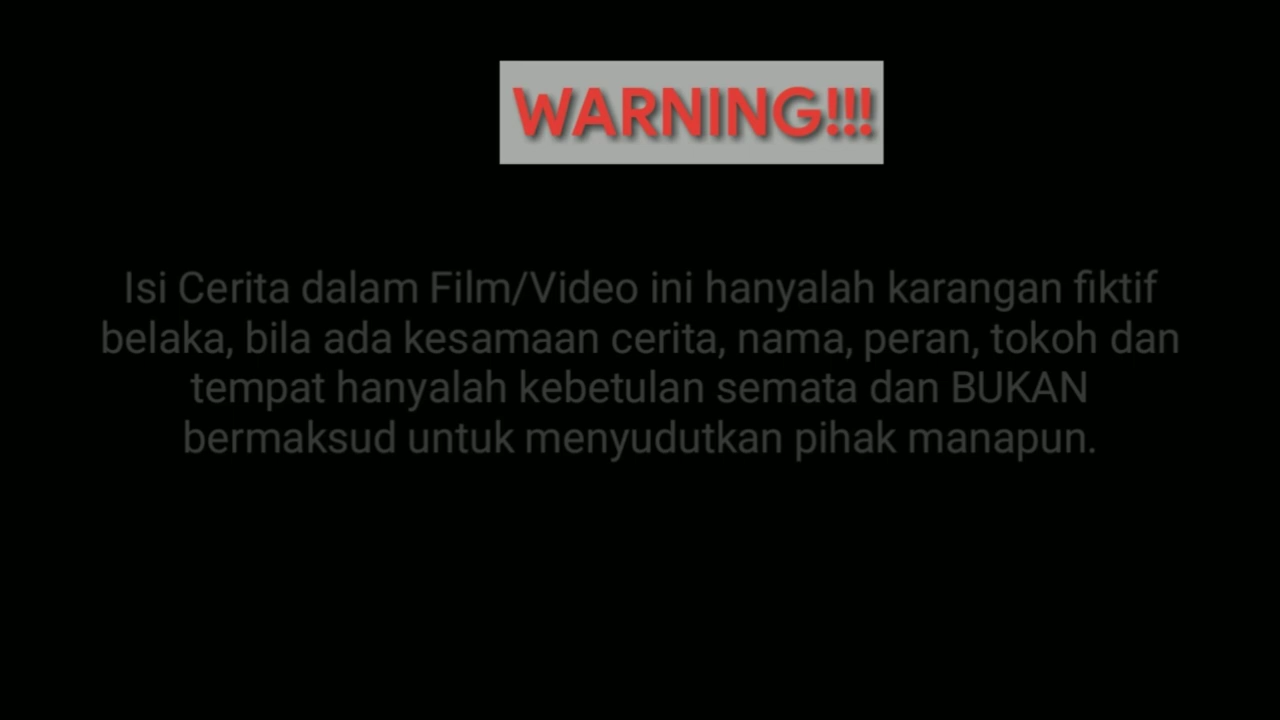 WARNING!!!
Isi Cerita dalam Film/Video ini hanyalah karangan fiktif
belaka, bila ada kesamaan cerita, nama, peran, tokoh dan
tempat hanyalah kebetulan semata dan BUKAN
bermaksud untuk menyudutkan pihak manapun.